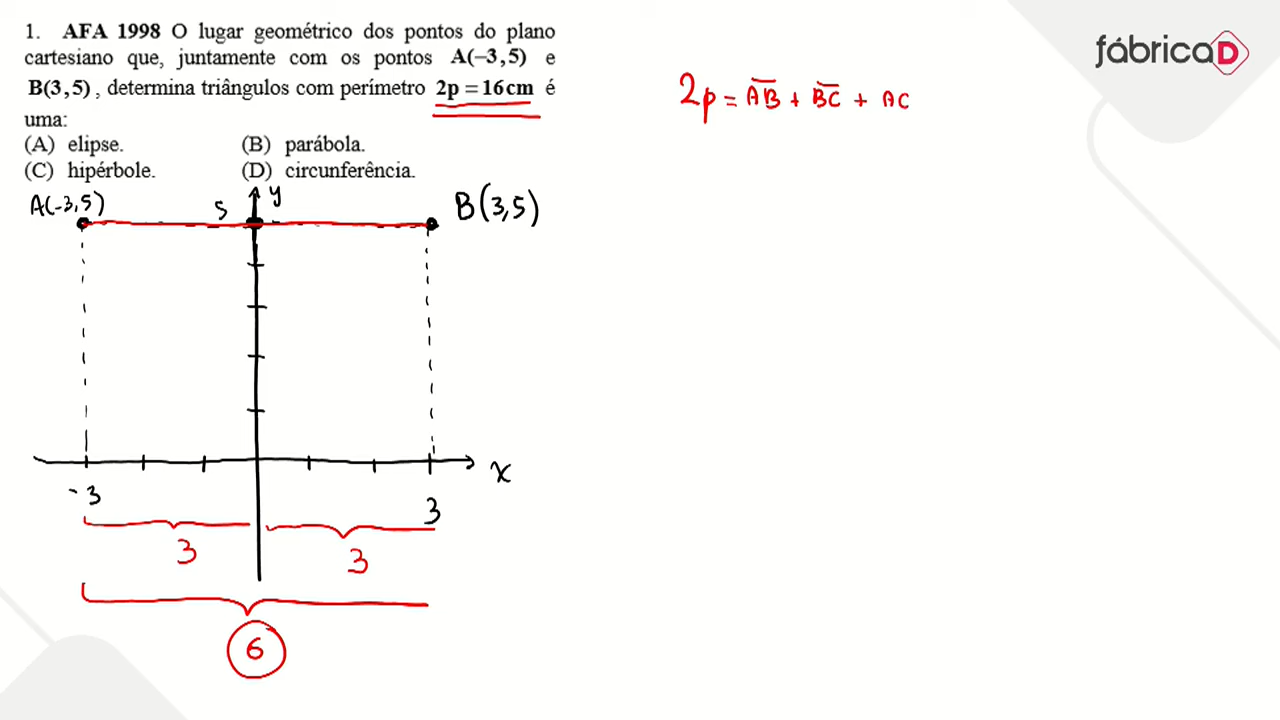 1. AFA 1998 O lugar geométrico dos pontos do plano
cartesiano que, juntamente com os pontos A(–3,5) e
B(3,5), determina triângulos com perímetro 2p = 16cm é
uma:
(A) elipse. (B) parábola.
(C) hipérbole. (D) circunferência.
fábricaD
2p = AB + BC + AC
A(-3,5) 5 y B(3,5)
x
-3 3
3 3
6